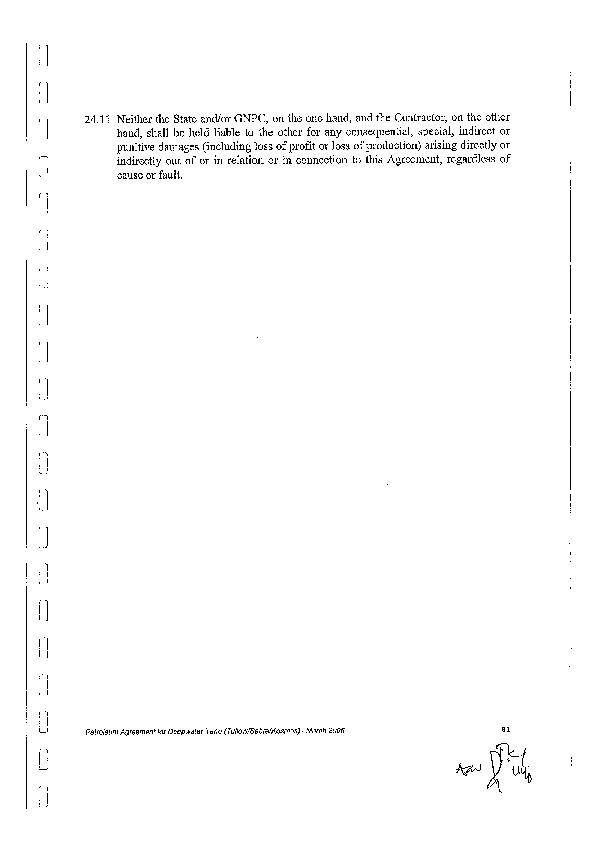 24.11 Neither the State and/or GNPC, on the one hand, and the Contractor, on the other
hand, shall be held liable to the other for any consequential, special, indirect or
punitive damages (including loss of profit or loss of production) arising directly or
indirectly out of or in relation or in connection to this Agreement, regardless of
cause or fault.
Petroleum Agreement for Deepwater Tano (Tullow/Sabre/Kosmos) - March 2006